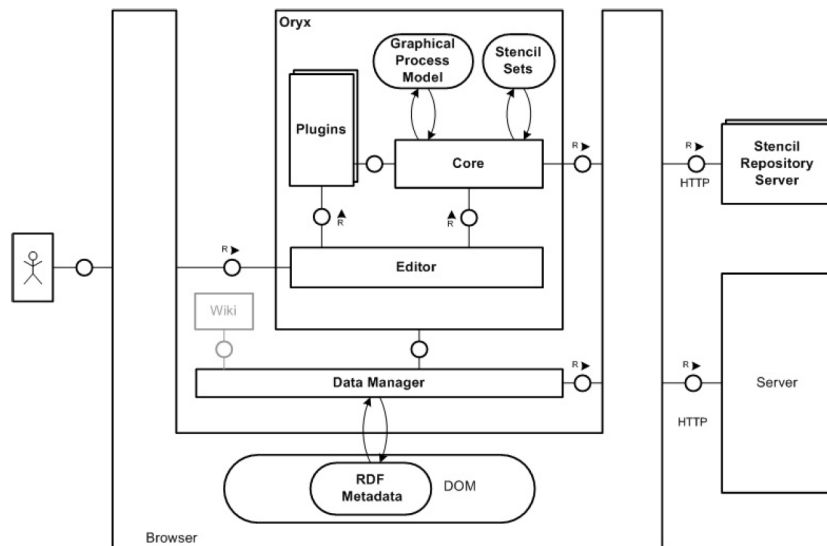 Oryx
Graphical
Process
Model
Stencil
Sets
Plugins
Core
R
R
HTTP
Stencil
Repository
Server
R
R
R
Editor
Wiki
Data Manager
R
R
HTTP
Server
RDF
Metadata
DOM
Browser